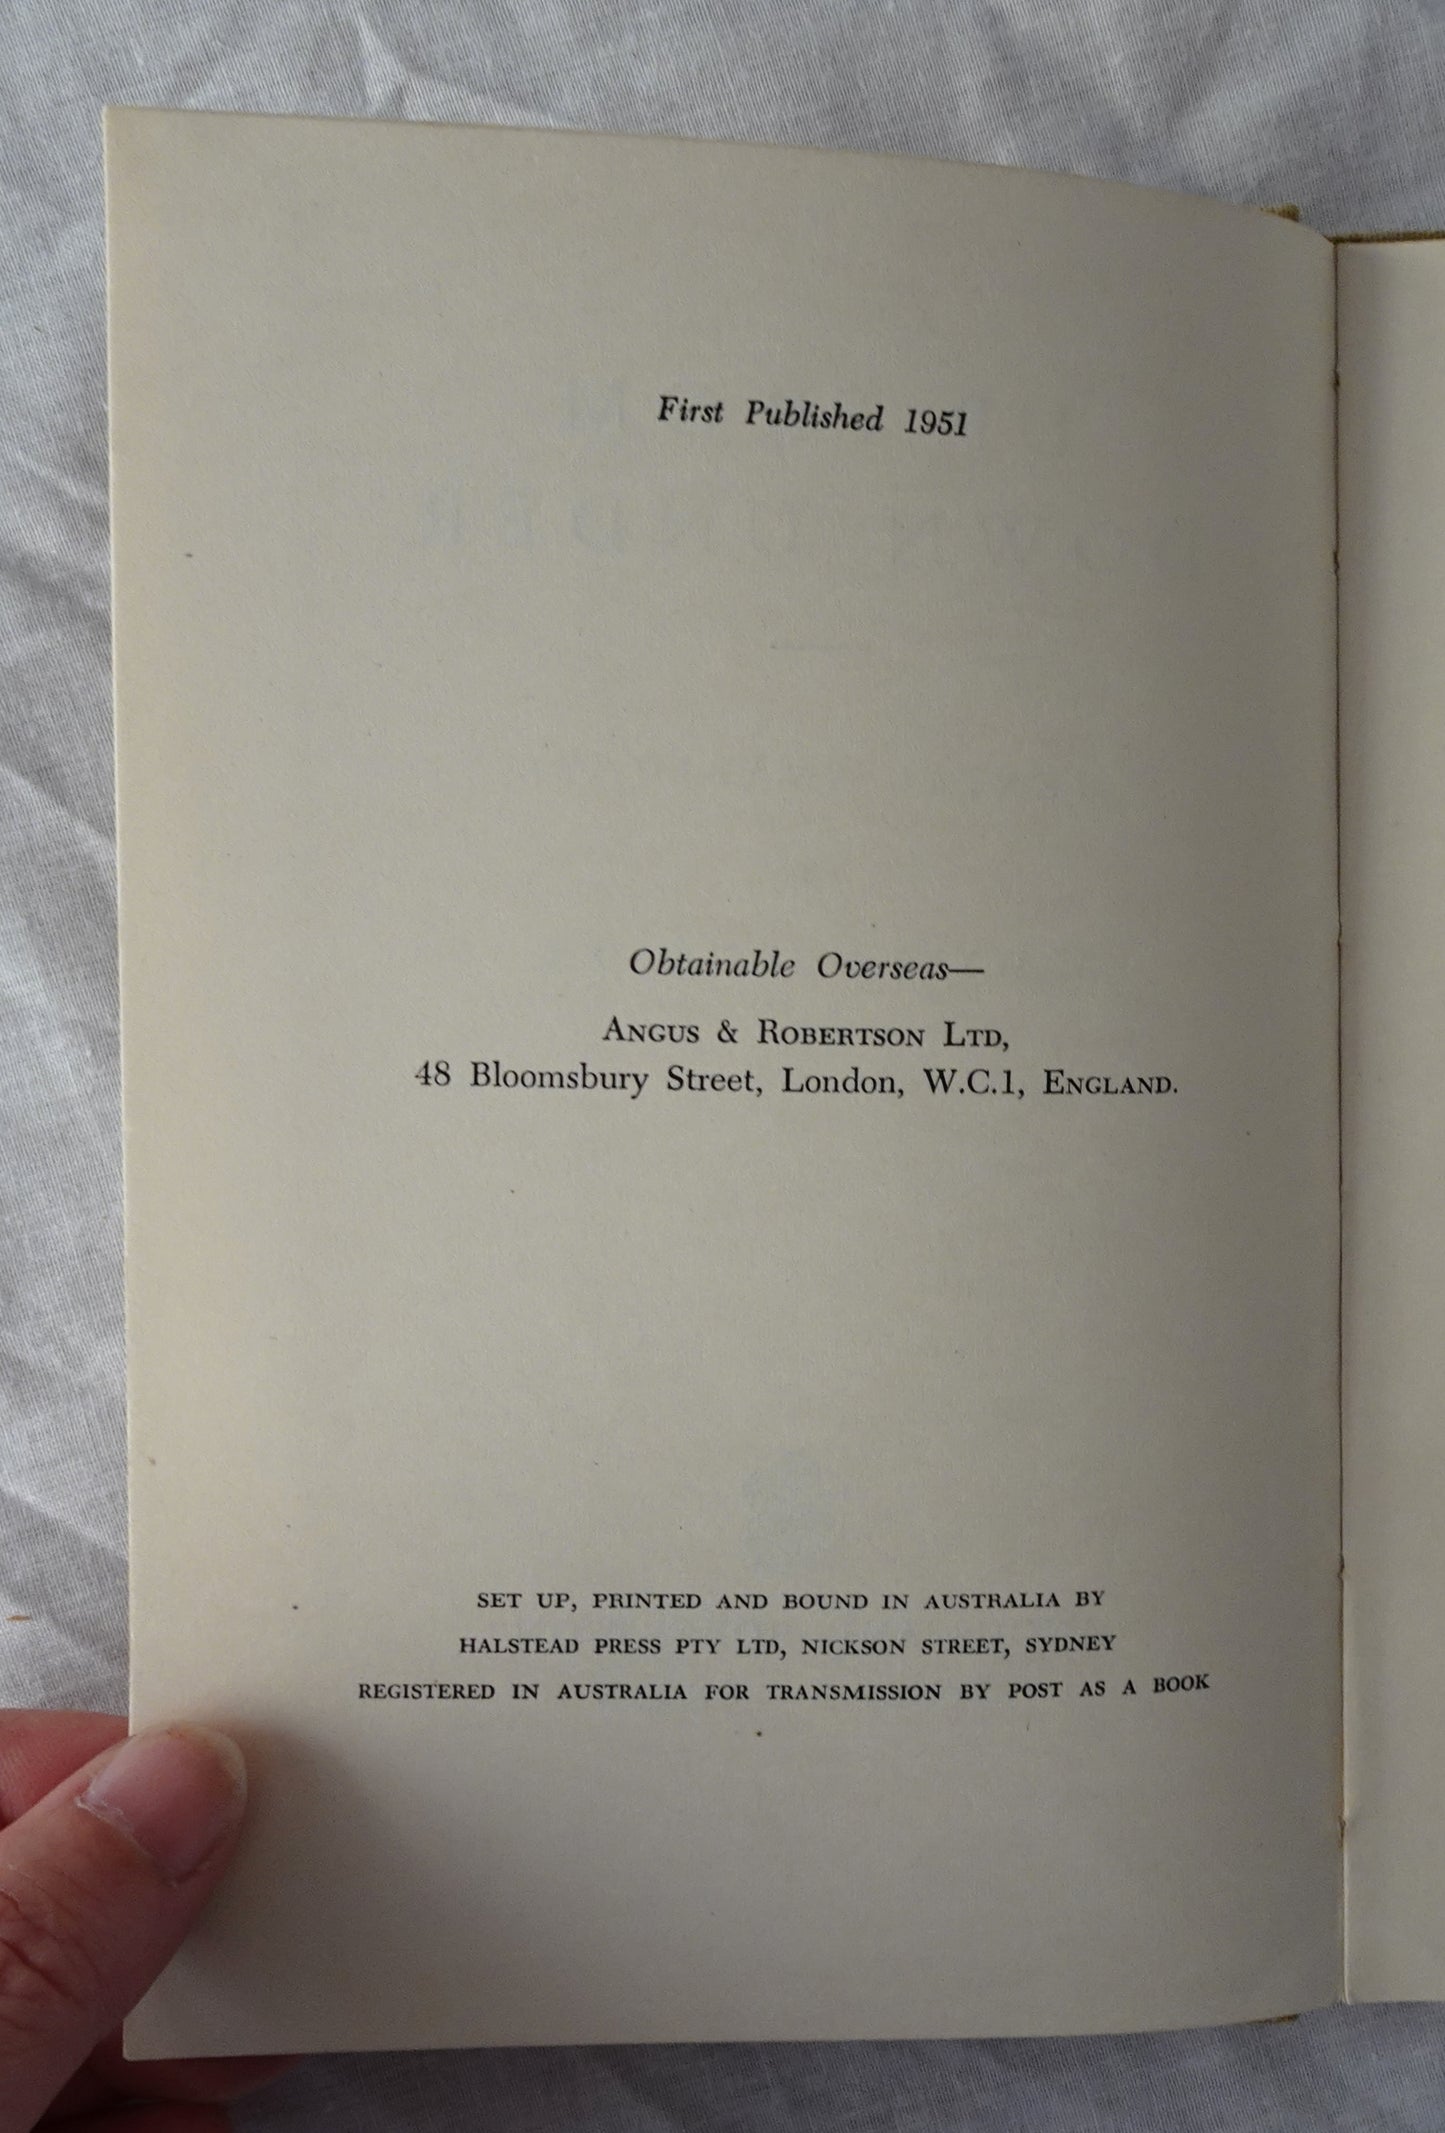 First Published 1951
Obtainable Overseas—
ANGUS & ROBERTSON LTD,
48 Bloomsbury Street, London, W.C.1, ENGLAND.
SET UP, PRINTED AND BOUND IN AUSTRALIA BY
HALSTEAD PRESS PTY LTD, NICKSON STREET, SYDNEY
REGISTERED IN AUSTRALIA FOR TRANSMISSION BY POST AS A BOOK